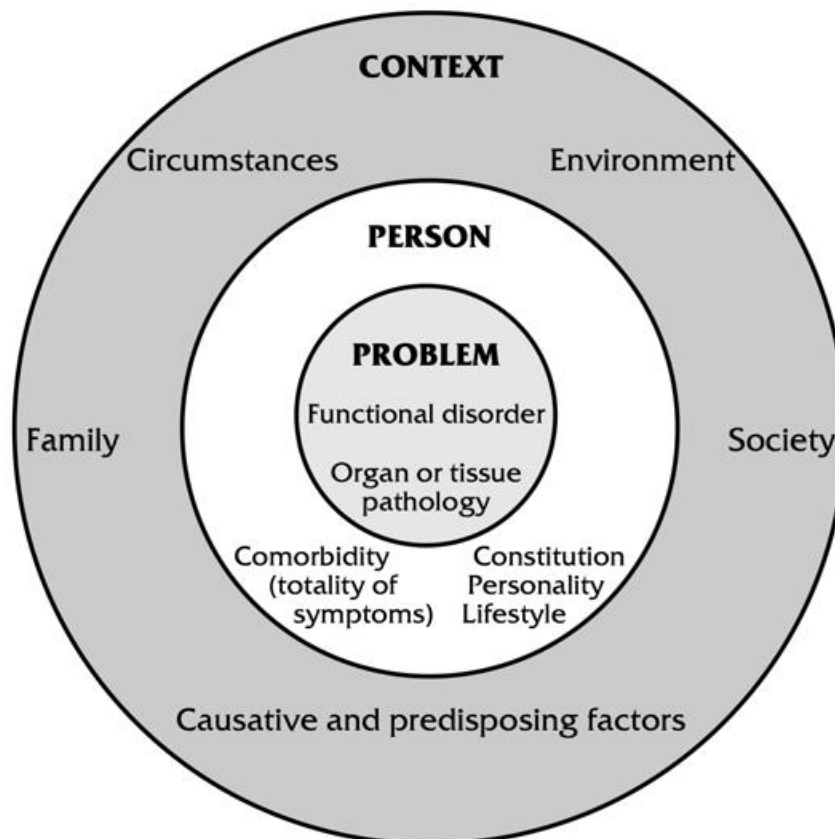 CONTEXT
Circumstances Environment
PERSON
PROBLEM
Functional disorder
Family Society
Organ or tissue
pathology
Comorbidity Constitution
(totality of Personality
symptoms) Lifestyle
Causative and predisposing factors